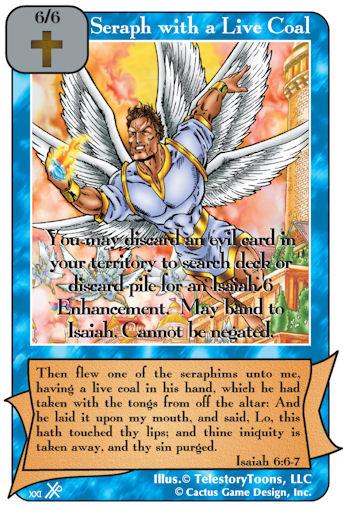 6/6
Seraph with a Live Coal
You may discard an evil card in
your territory to search deck or
discard pile for an Isaiah 6
Enhancement. May band to
Isaiah. Cannot be negated.
Then flew one of the seraphims unto me,
having a live coal in his hand, which he had
taken with the tongs from off the altar: And
he laid it upon my mouth, and said, Lo, this
hath touched thy lips; and thine iniquity is
taken away, and thy sin purged.
Isaiah 6:6-7
XXI
Illus.© TelestoryToons, LLC
© Cactus Game Design, Inc.